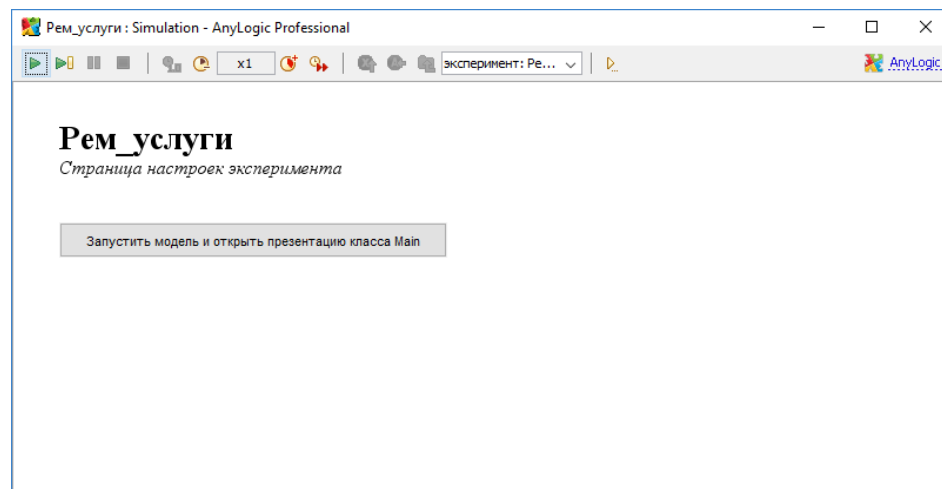 Рем_услуги : Simulation - AnyLogic Professional
x1 эксперимент: Ре... AnyLogic
Рем_услуги
Страница настроек эксперимента
Запустить модель и открыть презентацию класса Main